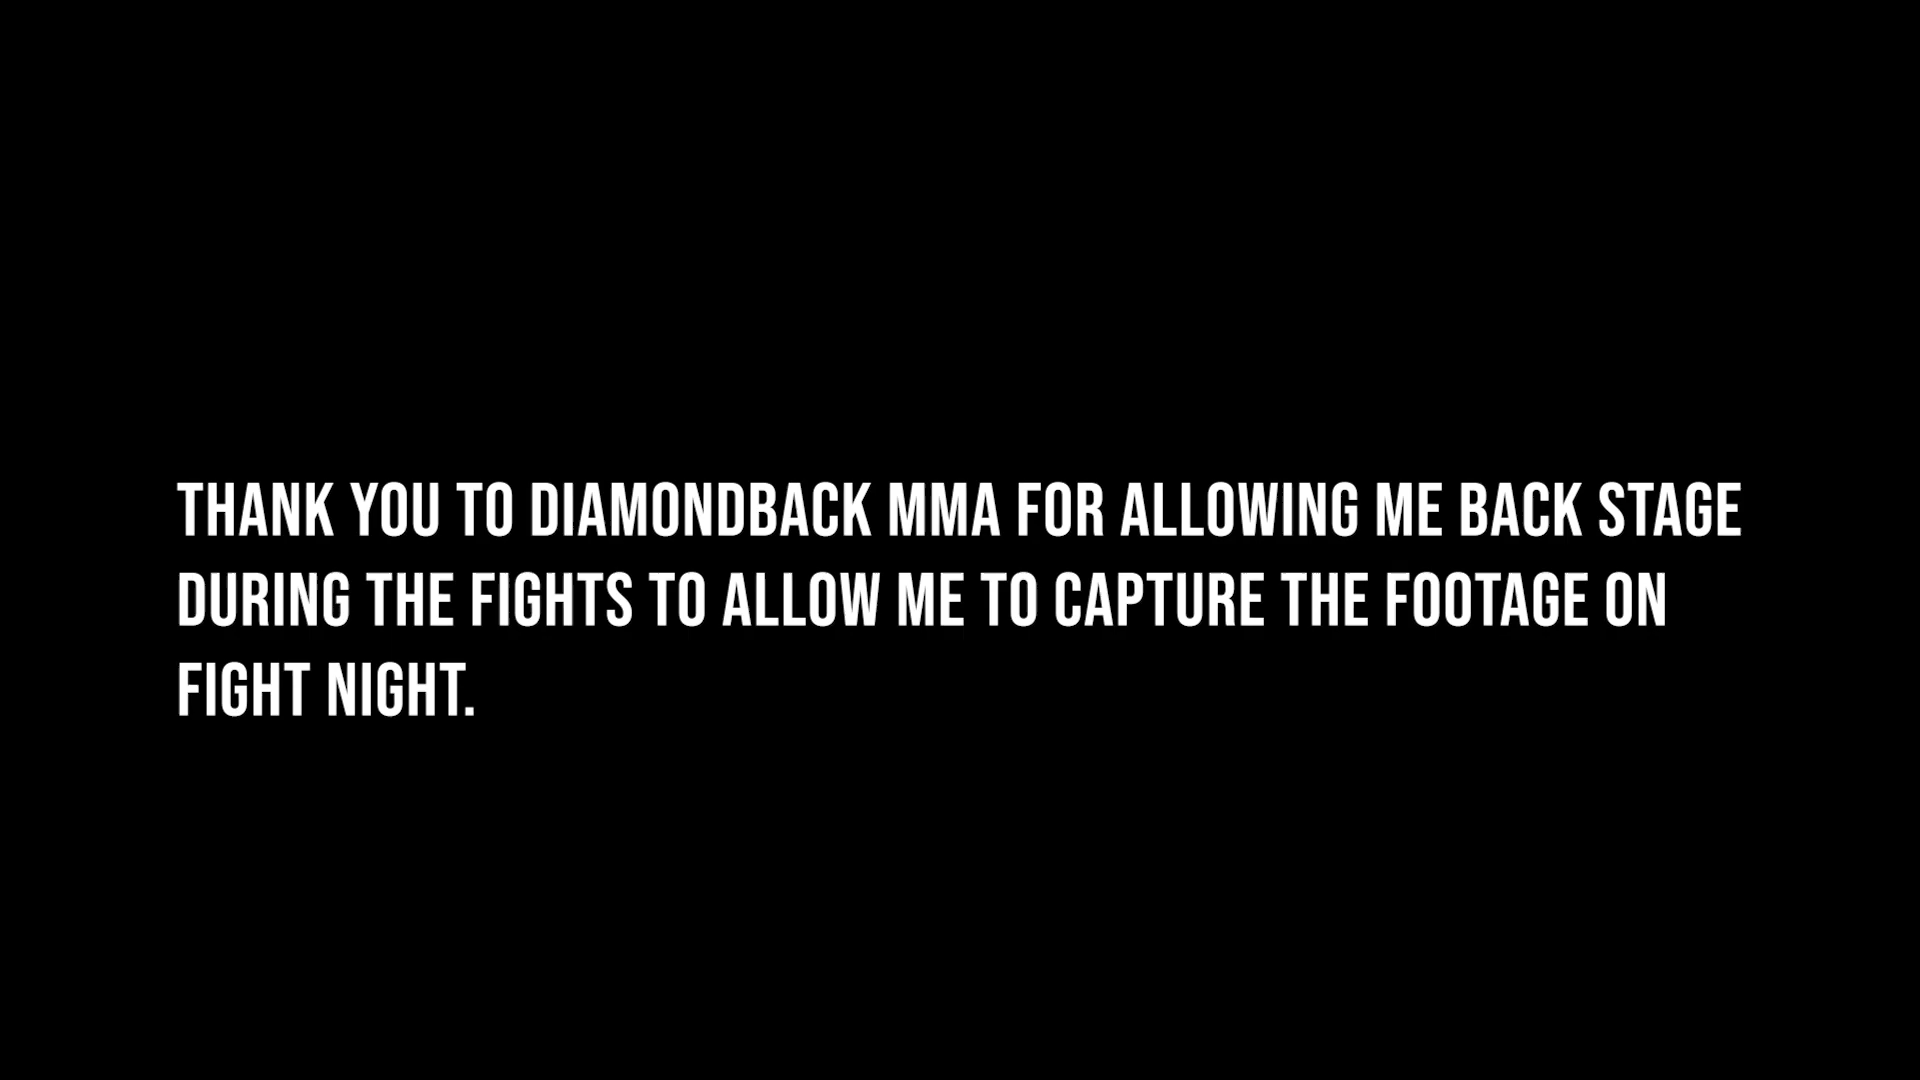 THANK YOU TO DIAMONDBACK MMA FOR ALLOWING ME BACK STAGE
DURING THE FIGHTS TO ALLOW ME TO CAPTURE THE FOOTAGE ON
FIGHT NIGHT.